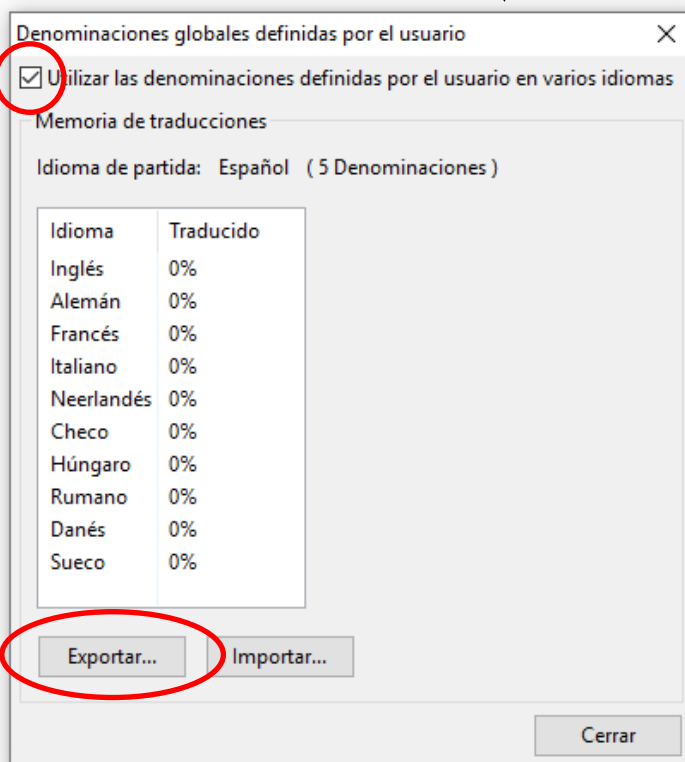 Denominaciones globales definidas por el usuario
Utilizar las denominaciones definidas por el usuario en varios idiomas
Memoria de traducciones
Idioma de partida: Español ( 5 Denominaciones )
Idioma Traducido
Inglés 0%
Alemán 0%
Francés 0%
Italiano 0%
Neerlandés 0%
Checo 0%
Húngaro 0%
Rumano 0%
Danés 0%
Sueco 0%
Exportar... Importar...
Cerrar